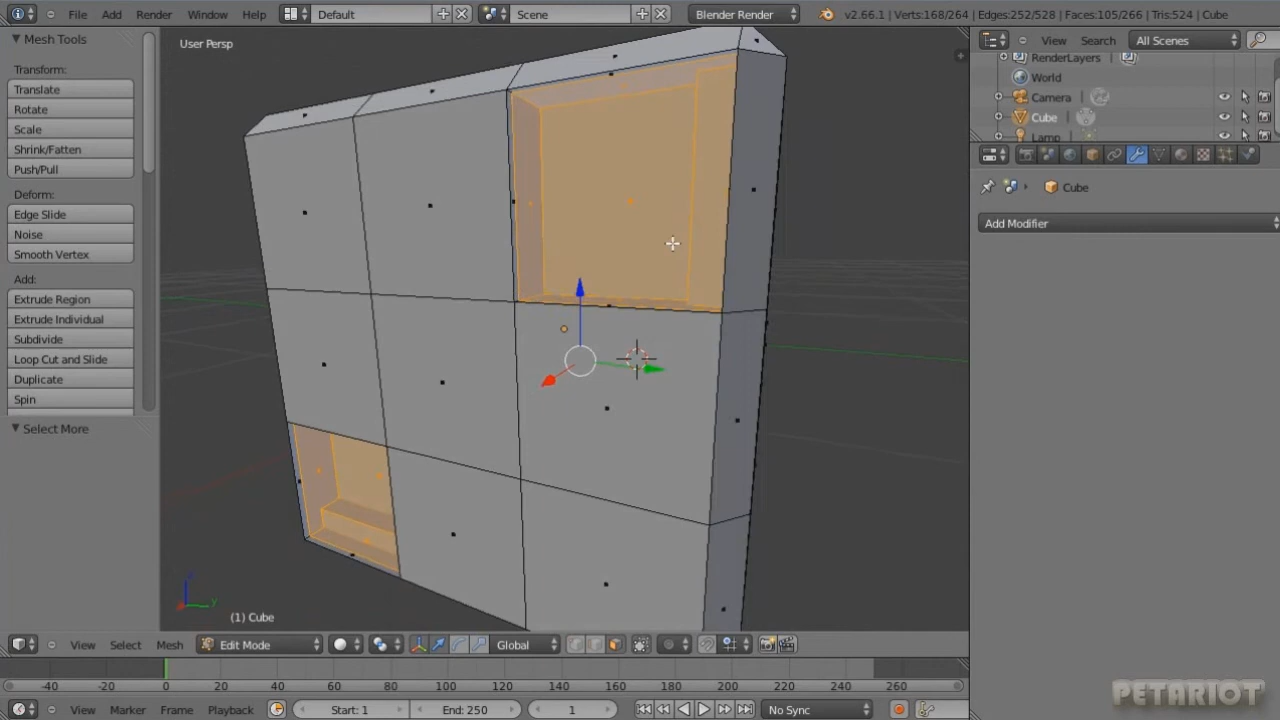 File Add Render Window Help Default Scene Blender Render v2.66.1 | Verts:168/264 | Edges:252/528 | Faces:105/266 | Tris:524 | Cube
Mesh Tools
Transform:
Translate
Rotate
Scale
Shrink/Fatten
Push/Pull
Deform:
Edge Slide
Noise
Smooth Vertex
Add:
Extrude Region
Extrude Individual
Subdivide
Loop Cut and Slide
Duplicate
Spin
Select More
User Persp
(1) Cube
View Search All Scenes
RenderLayers
World
Camera
Cube
Lamp
Cube
Add Modifier
View Select Mesh Edit Mode Global
-40 -20 0 20 40 60 80 100 120 140 160 180 200 220 240 260
View Marker Frame Playback Start: 1 End: 250 1 No Sync
PETARIOT